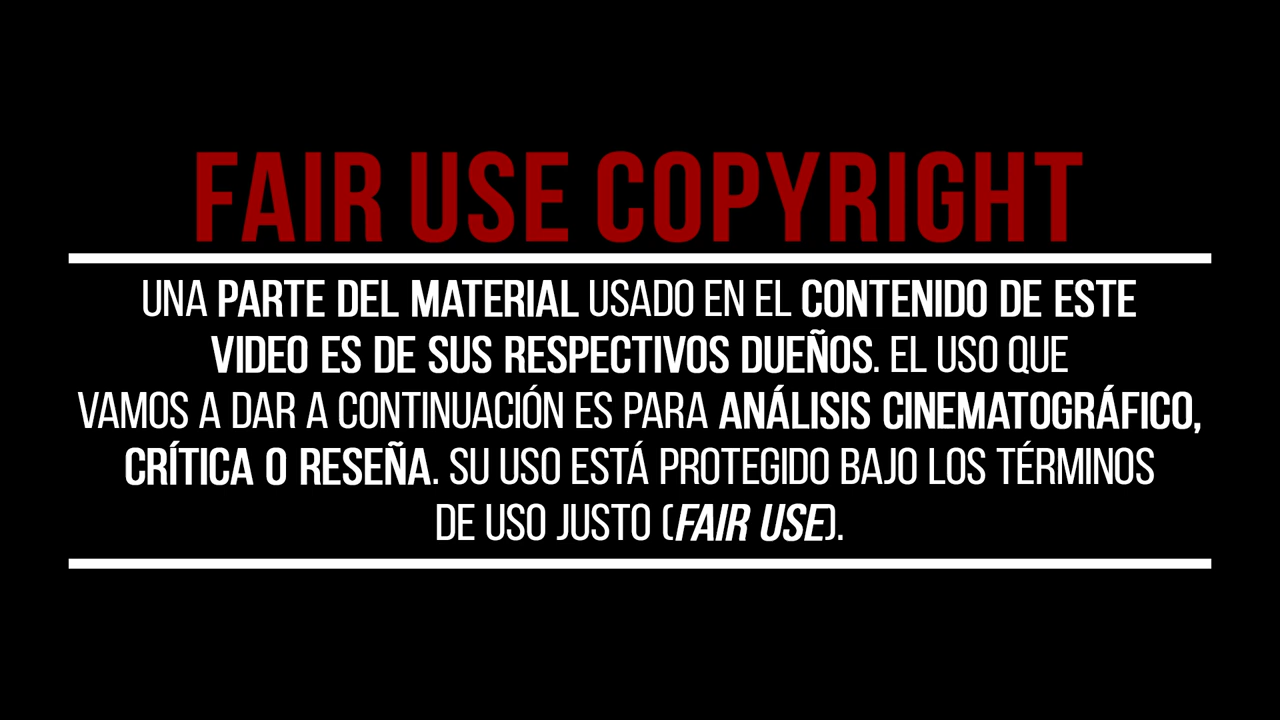 FAIR USE COPYRIGHT
UNA PARTE DEL MATERIAL USADO EN EL CONTENIDO DE ESTE
VIDEO ES DE SUS RESPECTIVOS DUEÑOS. EL USO QUE
VAMOS A DAR A CONTINUACIÓN ES PARA ANÁLISIS CINEMATOGRÁFICO,
CRÍTICA O RESEÑA. SU USO ESTÁ PROTEGIDO BAJO LOS TÉRMINOS
DE USO JUSTO (FAIR USE).